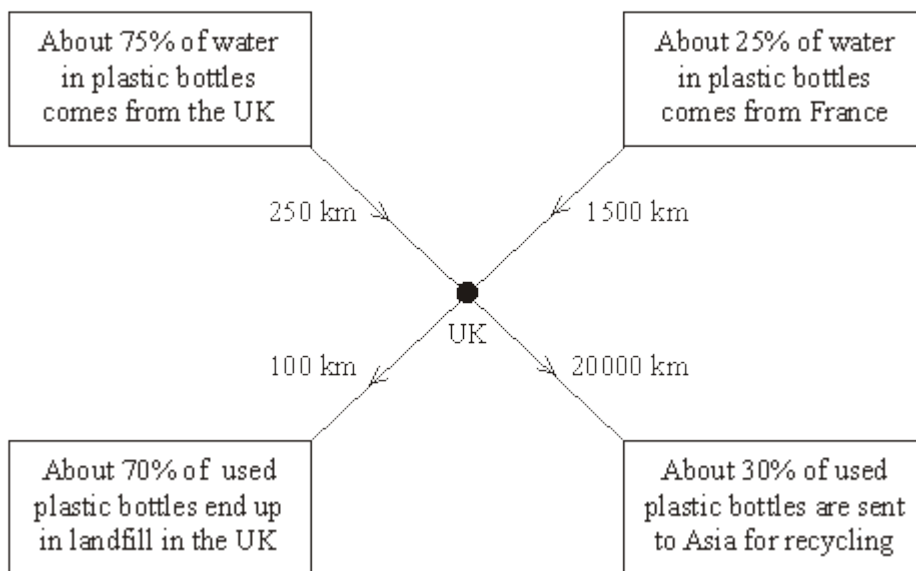 About 75% of water
in plastic bottles
comes from the UK
About 25% of water
in plastic bottles
comes from France
250 km
1500 km
UK
100 km
20000 km
About 70% of used
plastic bottles end up
in landfill in the UK
About 30% of used
plastic bottles are sent
to Asia for recycling